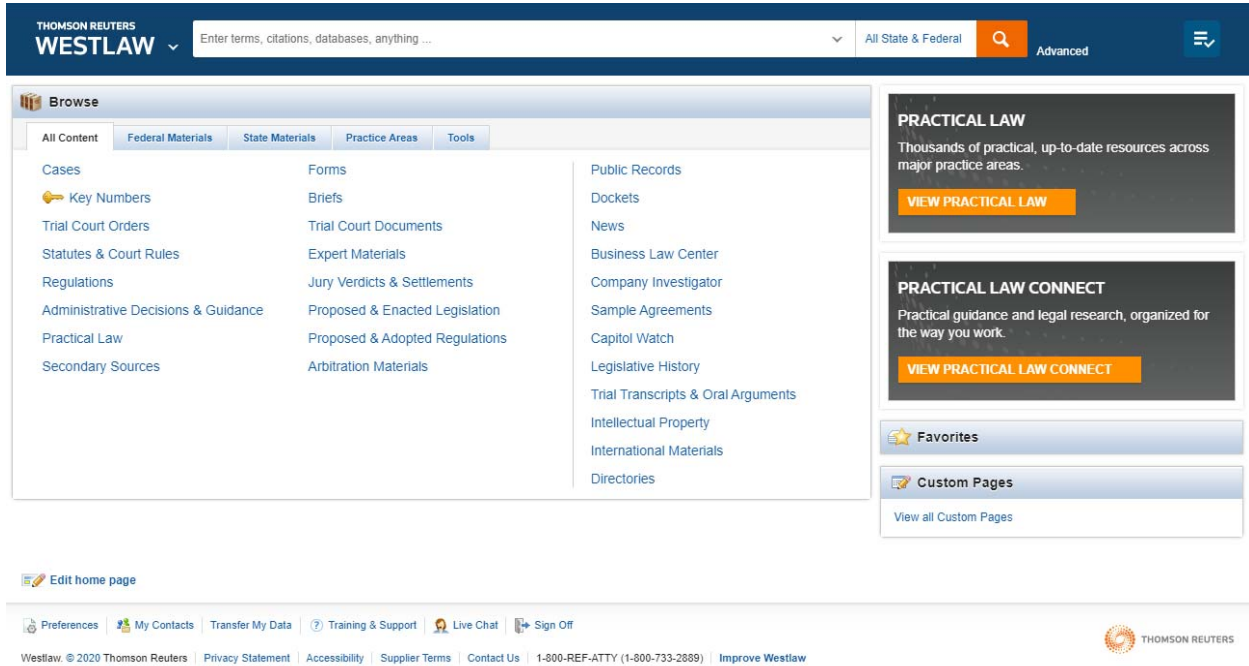 THOMSON REUTERS
WESTLAW
Enter terms, citations, databases, anything ...
All State & Federal
Advanced
Browse
All Content Federal Materials State Materials Practice Areas Tools
Cases
Key Numbers
Trial Court Orders
Statutes & Court Rules
Regulations
Administrative Decisions & Guidance
Practical Law
Secondary Sources
Forms
Briefs
Trial Court Documents
Expert Materials
Jury Verdicts & Settlements
Proposed & Enacted Legislation
Proposed & Adopted Regulations
Arbitration Materials
Public Records
Dockets
News
Business Law Center
Company Investigator
Sample Agreements
Capitol Watch
Legislative History
Trial Transcripts & Oral Arguments
Intellectual Property
International Materials
Directories
PRACTICAL LAW
Thousands of practical, up-to-date resources across
major practice areas.
VIEW PRACTICAL LAW
PRACTICAL LAW CONNECT
Practical guidance and legal research, organized for
the way you work.
VIEW PRACTICAL LAW CONNECT
Favorites
Custom Pages
View all Custom Pages
Edit home page
Preferences My Contacts Transfer My Data ? Training & Support Live Chat Sign Off
Westlaw. © 2020 Thomson Reuters Privacy Statement Accessibility Supplier Terms Contact Us 1-800-REF-ATTY (1-800-733-2889) Improve Westlaw
THOMSON REUTERS